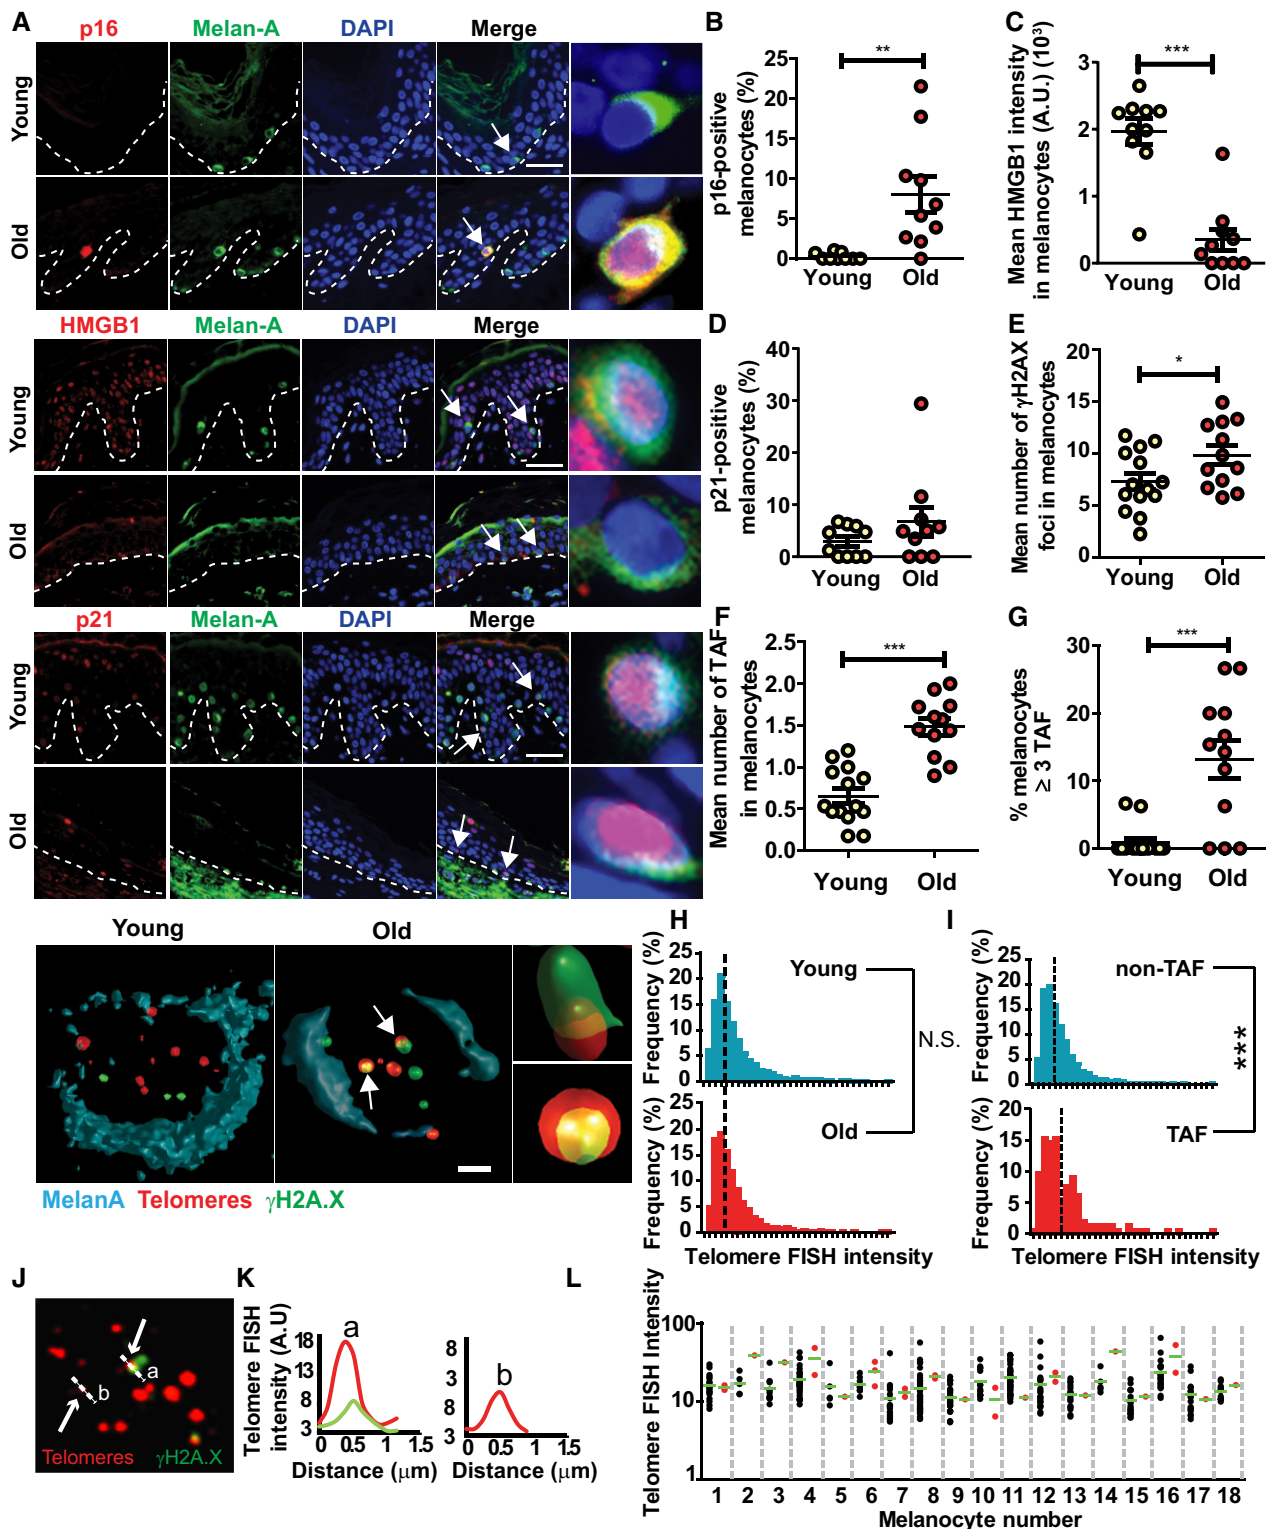 A
p16 Melan-A DAPI Merge
Young
Old
HMGB1 Melan-A DAPI Merge
Young
Old
p21 Melan-A DAPI Merge
Young
Old
Young Old
MelanA Telomeres γH2A.X
B
p16-positive
melanocytes (%)
25
20
15
10
5
0
**
Young Old
C
Mean HMGB1 intensity
in melanocytes (A.U.) (10³)
3
2
1
0
***
Young Old
D
p21-positive
melanocytes (%)
40
30
20
10
0
Young Old
E
Mean number of γH2AX
foci in melanocytes
20
15
10
5
0
*
Young Old
F
Mean number of TAF
in melanocytes
2.5
2.0
1.5
1.0
0.5
0.0
***
Young Old
G
% melanocytes
≥ 3 TAF
30
20
10
0
***
Young Old
H
Frequency (%)
25
20
15
10
5
0
Young
N.S.
Frequency (%)
25
20
15
10
5
0
Old
Telomere FISH intensity
I
Frequency (%)
25
20
15
10
5
0
non-TAF
***
Frequency (%)
20
15
10
5
0
TAF
Telomere FISH intensity
J
a
b
Telomeres γH2A.X
K
Telomere FISH
intensity (A.U)
18
13
8
3
a
0 0.5 1 1.5
Distance (μm)
8
8
3
b
0 0.5 1 1.5
Distance (μm)
L
Telomere FISH Intensity
100
10
1
1 2 3 4 5 6 7 8 9 10 11 12 13 14 15 16 17 18
Melanocyte number